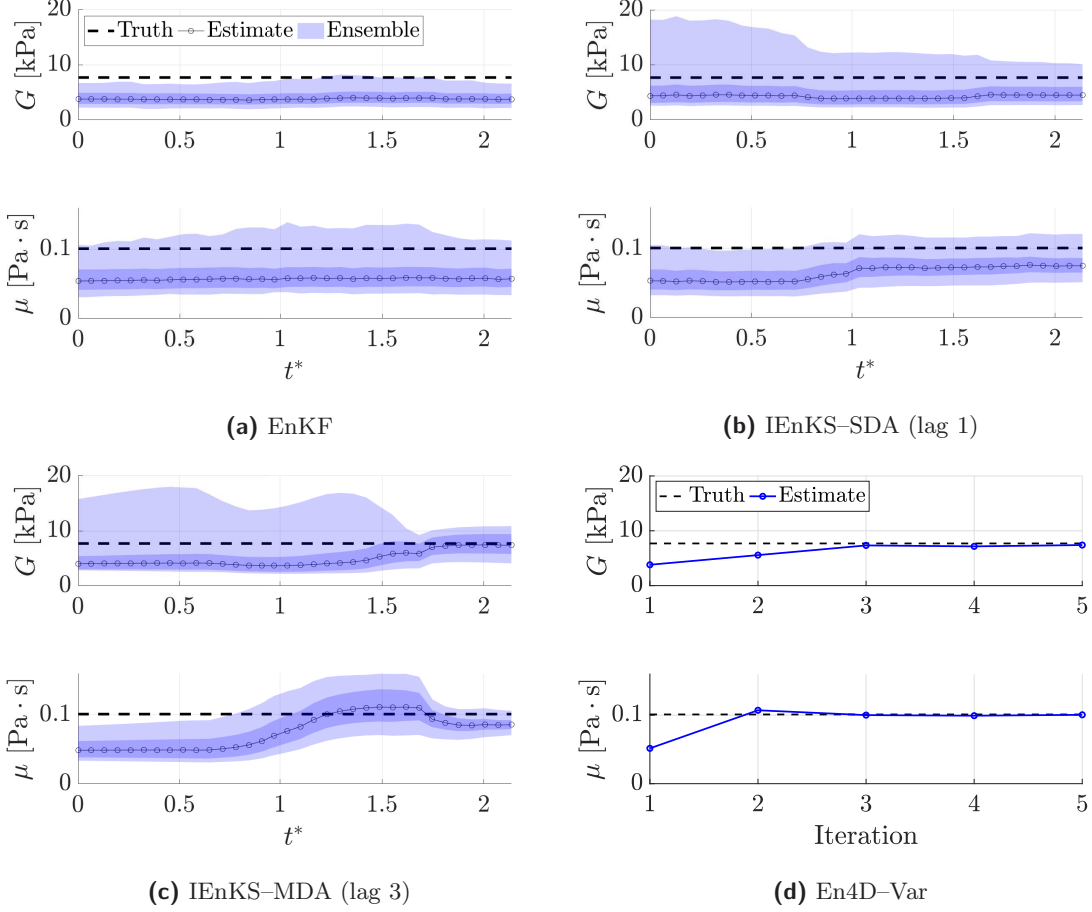 20
10
0
G [kPa]
Truth Estimate Ensemble
0 0.5 1 1.5 2
0.1
0
μ [Pa · s]
0 0.5 1 1.5 2
t*
(a) EnKF
20
10
0
G [kPa]
0 0.5 1 1.5 2
0.1
0
μ [Pa · s]
0 0.5 1 1.5 2
t*
(b) IEnKS–SDA (lag 1)
20
10
0
G [kPa]
0 0.5 1 1.5 2
0.1
0
μ [Pa · s]
0 0.5 1 1.5 2
t*
(c) IEnKS–MDA (lag 3)
20
10
0
G [kPa]
Truth Estimate
1 2 3 4 5
0.1
0
μ [Pa · s]
1 2 3 4 5
Iteration
(d) En4D–Var